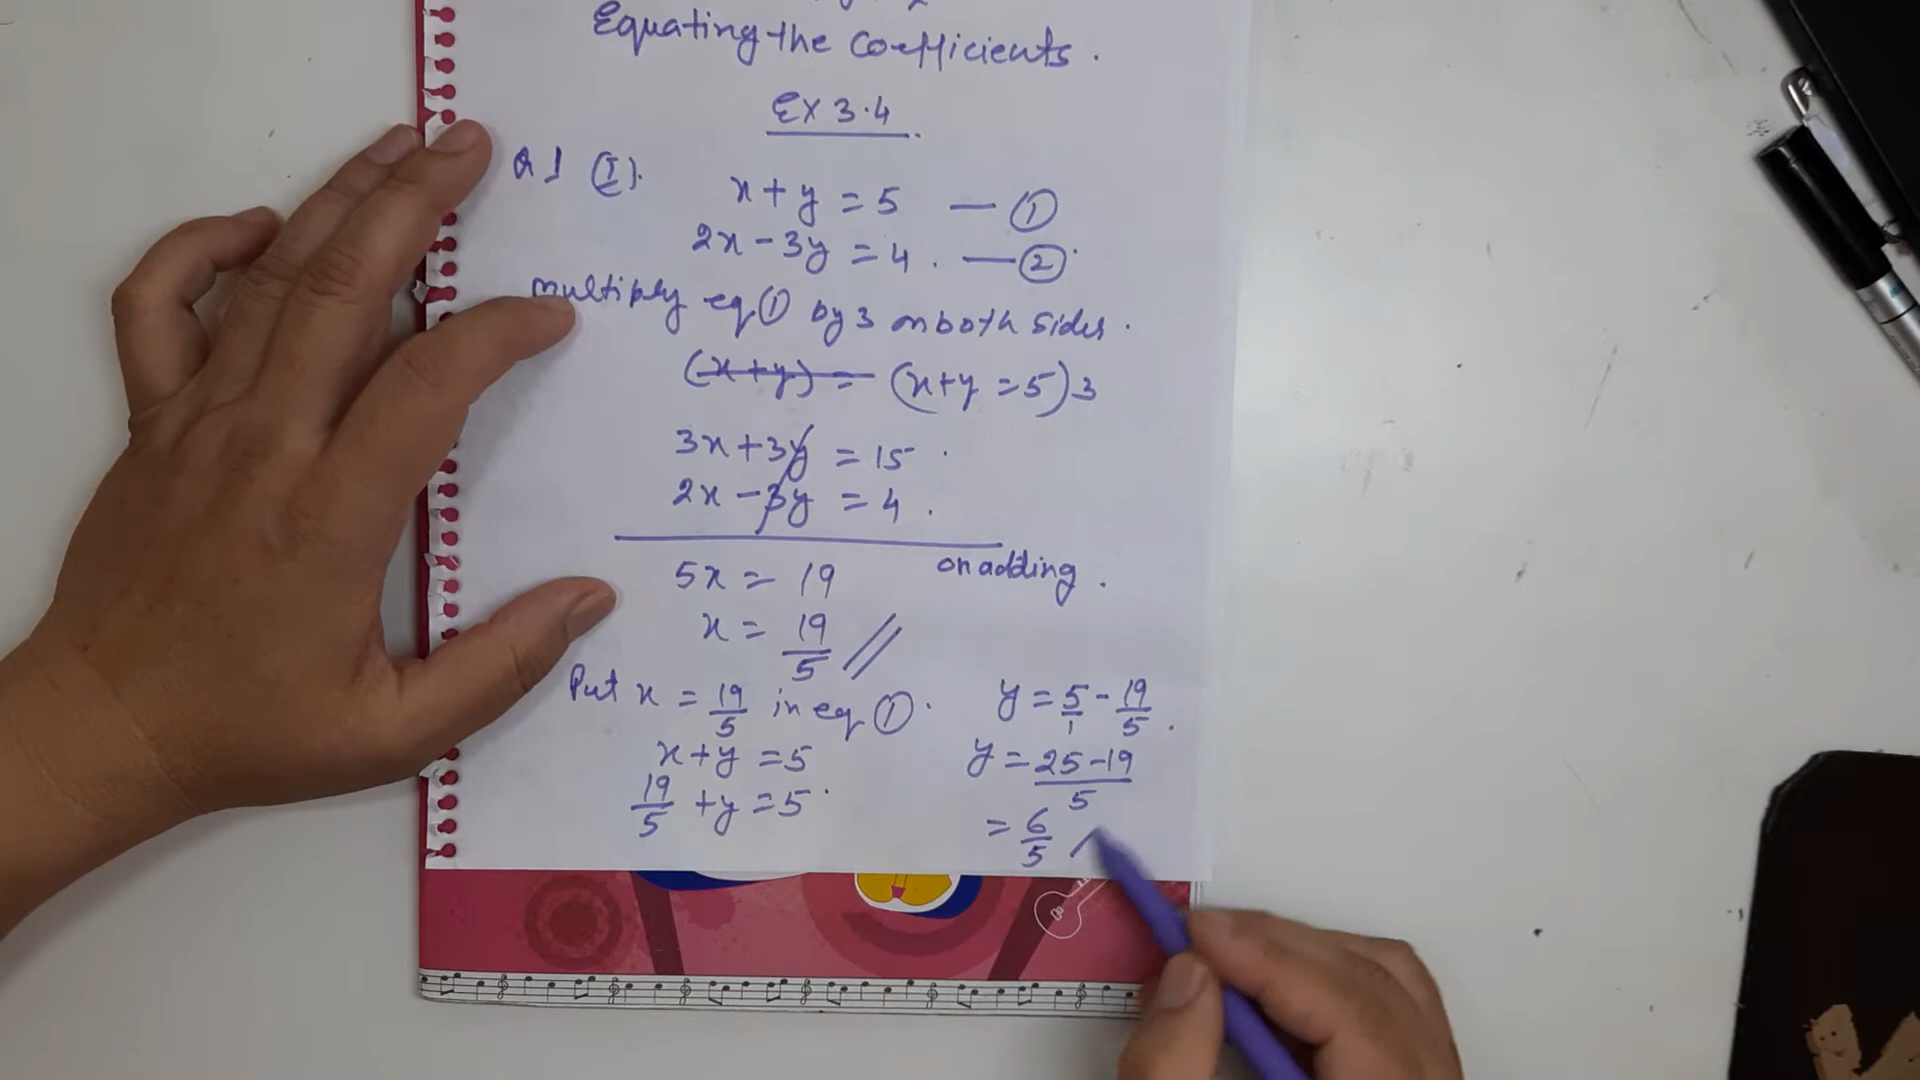 Equating the Coefficients.
Ex 3.4
Q1 (I).
x + y = 5 — ①
2x - 3y = 4. — ②
multiply eq ① by 3 on both sides.
(x+y) = (x+y = 5)3
3x + 3y = 15
2x - 3y = 4.
on adding.
5x = 19
x = 19/5 //
Put x = 19/5 in eq ①.
x + y = 5
19/5 + y = 5
y = 5/1 - 19/5.
y = 25-19/5
= 6/5